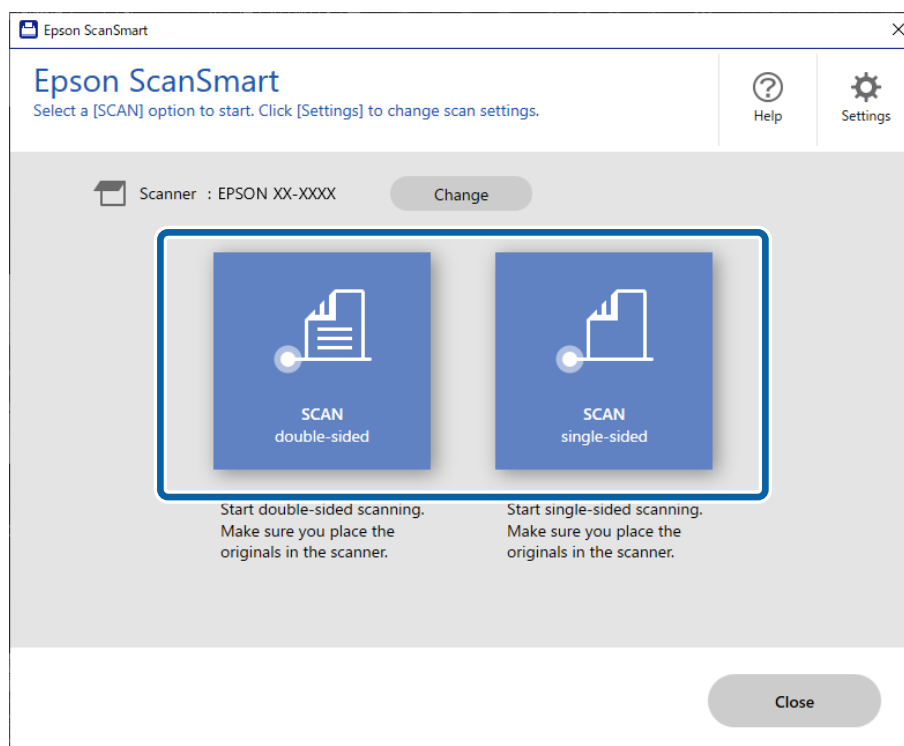 Epson ScanSmart
Epson ScanSmart
Select a [SCAN] option to start. Click [Settings] to change scan settings.
Help
Settings
Scanner : EPSON XX-XXXX
Change
SCAN
double-sided
SCAN
single-sided
Start double-sided scanning.
Make sure you place the
originals in the scanner.
Start single-sided scanning.
Make sure you place the
originals in the scanner.
Close